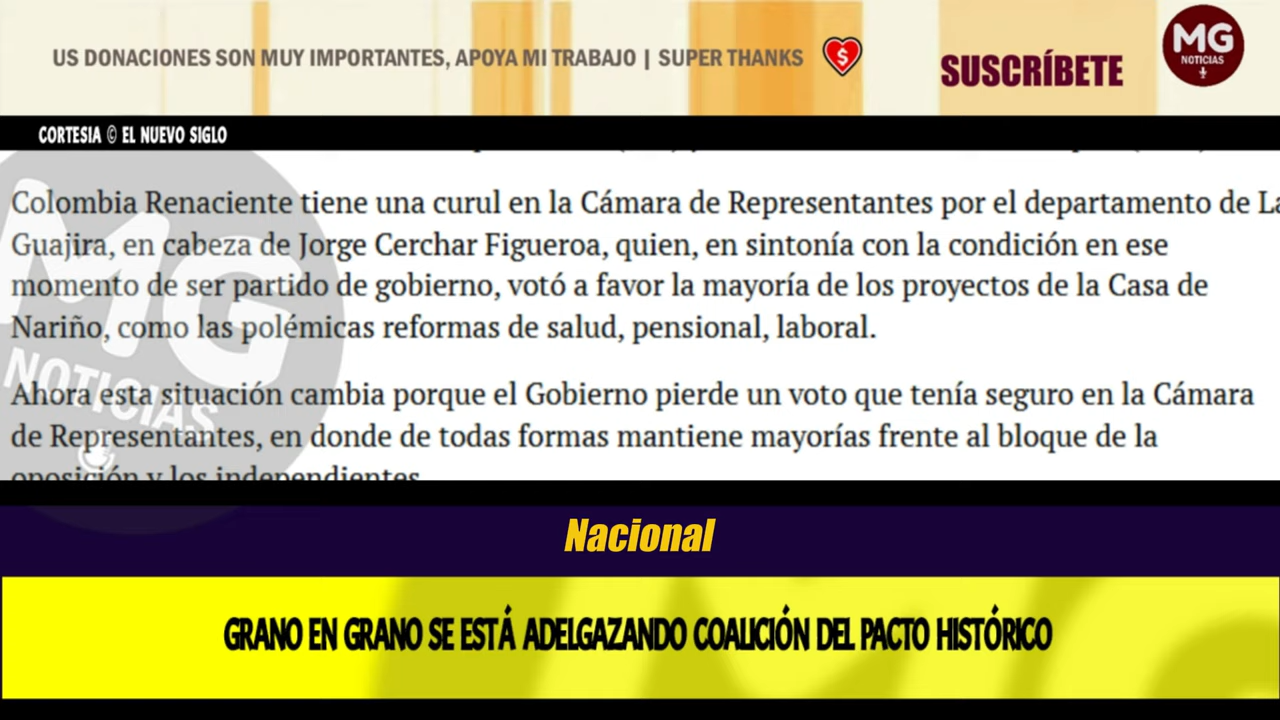 US DONACIONES SON MUY IMPORTANTES, APOYA MI TRABAJO | SUPER THANKS
$
SUSCRÍBETE
MG
NOTICIAS
CORTESIA © EL NUEVO SIGLO
Colombia Renaciente tiene una curul en la Cámara de Representantes por el departamento de La
Guajira, en cabeza de Jorge Cerchar Figueroa, quien, en sintonía con la condición en ese
momento de ser partido de gobierno, votó a favor la mayoría de los proyectos de la Casa de
Nariño, como las polémicas reformas de salud, pensional, laboral.
Ahora esta situación cambia porque el Gobierno pierde un voto que tenía seguro en la Cámara
de Representantes, en donde de todas formas mantiene mayorías frente al bloque de la
oposición y los independientes
MG
NOTICIAS
Nacional
GRANO EN GRANO SE ESTÁ ADELGAZANDO COALICIÓN DEL PACTO HISTÓRICO